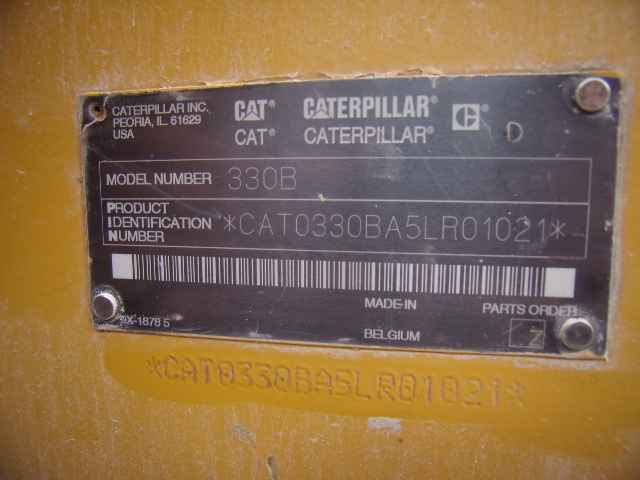 CATERPILLAR INC.
PEORIA, IL. 61629
USA
CAT® CATERPILLAR® C D
CAT® CATERPILLAR®
MODEL NUMBER 330B
PRODUCT
IDENTIFICATION
NUMBER
*CAT0330BA5LR01021*
MADE-IN PARTS ORDER
BELGIUM 7
*CAT0330BA5LR01021*